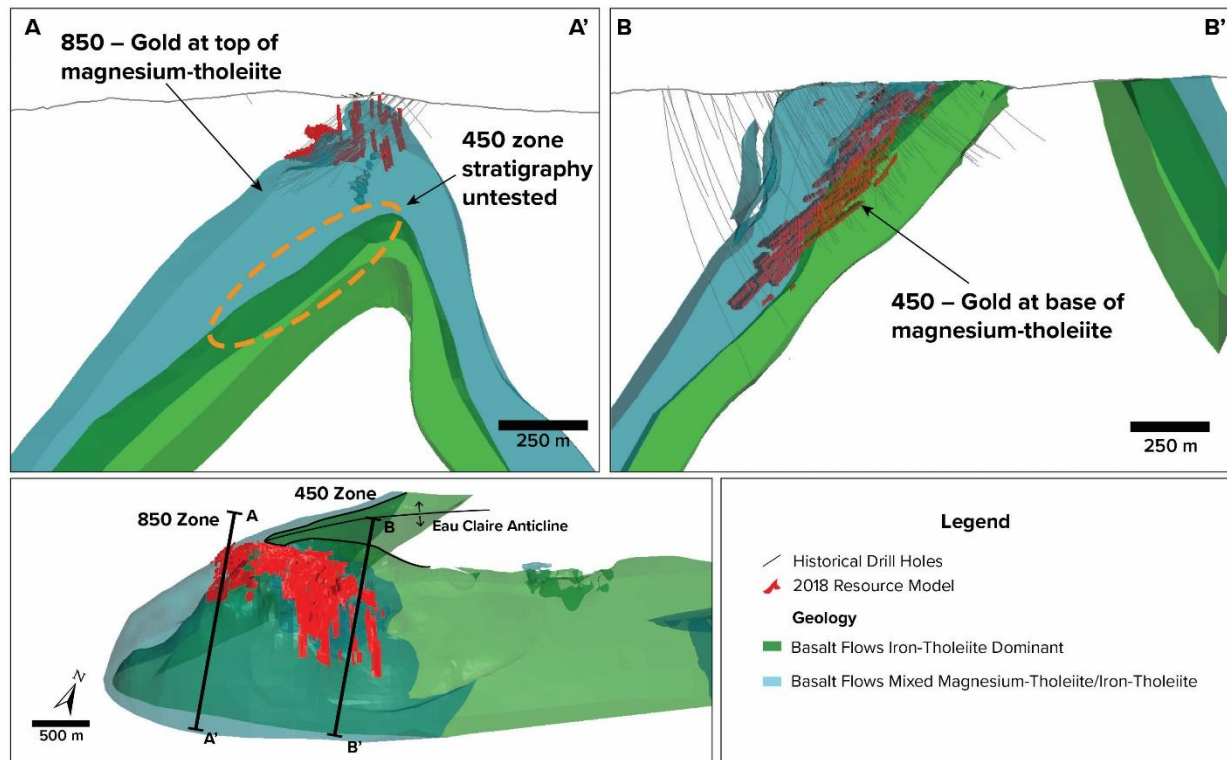 A
A'
850 – Gold at top of
magnesium-tholeiite
450 zone
stratigraphy
untested
250 m
B
B'
450 – Gold at base of
magnesium-tholeiite
250 m
450 Zone
850 Zone
A
B
Eau Claire Anticline
N
500 m
A'
B'
Legend
Historical Drill Holes
2018 Resource Model
Geology
Basalt Flows Iron-Tholeiite Dominant
Basalt Flows Mixed Magnesium-Tholeiite/Iron-Tholeiite